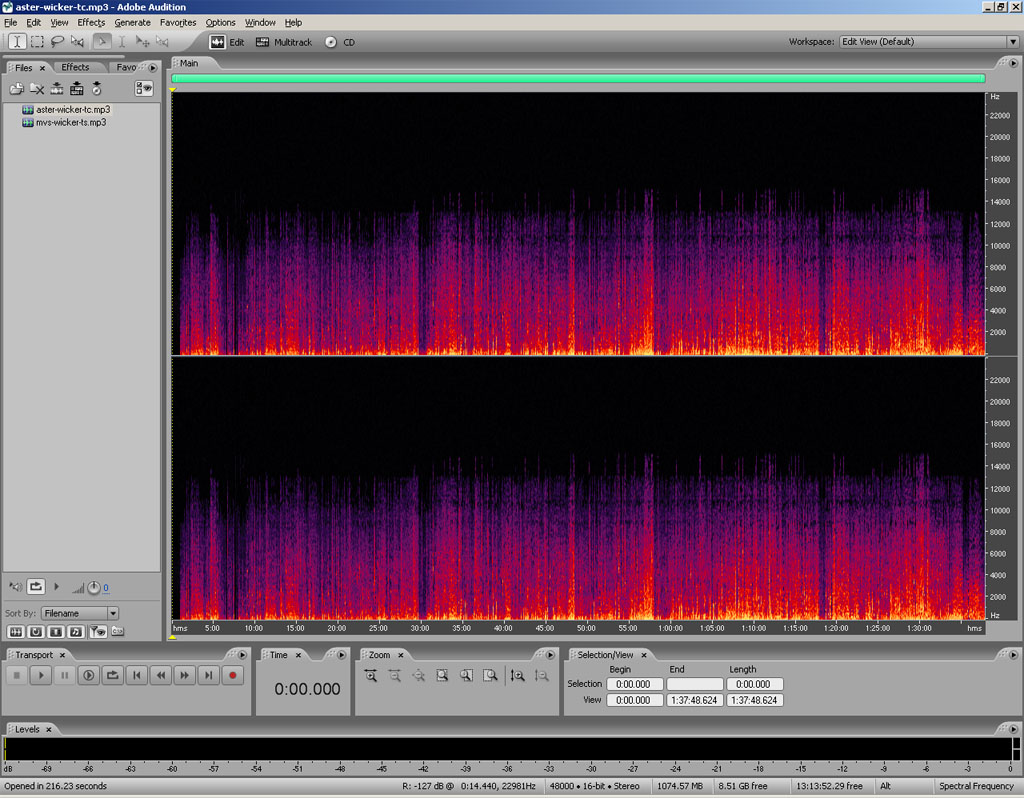 aster-wicker-tc.mp3 - Adobe Audition
File Edit View Effects Generate Favorites Options Window Help
Edit Multitrack CD Workspace: Edit View (Default)
Files Effects Favo
Main
aster-wicker-tc.mp3
mvs-wicker-ts.mp3
Hz
22000
20000
18000
16000
14000
12000
10000
8000
6000
4000
2000
22000
20000
18000
16000
14000
12000
10000
8000
6000
4000
2000
Hz
0
Sort By: Filename
hms 5:00 10:00 15:00 20:00 25:00 30:00 35:00 40:00 45:00 50:00 55:00 1:00:00 1:05:00 1:10:00 1:15:00 1:20:00 1:25:00 1:30:00 hms
Transport
Time
0:00.000
Zoom
Selection/View
Begin End Length
Selection 0:00.000 0:00.000
View 0:00.000 1:37:48.624 1:37:48.624
Levels
dB -69 -66 -63 -60 -57 -54 -51 -48 -45 -42 -39 -36 -33 -30 -27 -24 -21 -18 -15 -12 -9 -6 -3 0
Opened in 216.23 seconds R: -127 dB @ 0:14.440, 22981Hz 48000 • 16-bit • Stereo 1074.57 MB 8.51 GB free 13:13:52.29 free Alt Spectral Frequency